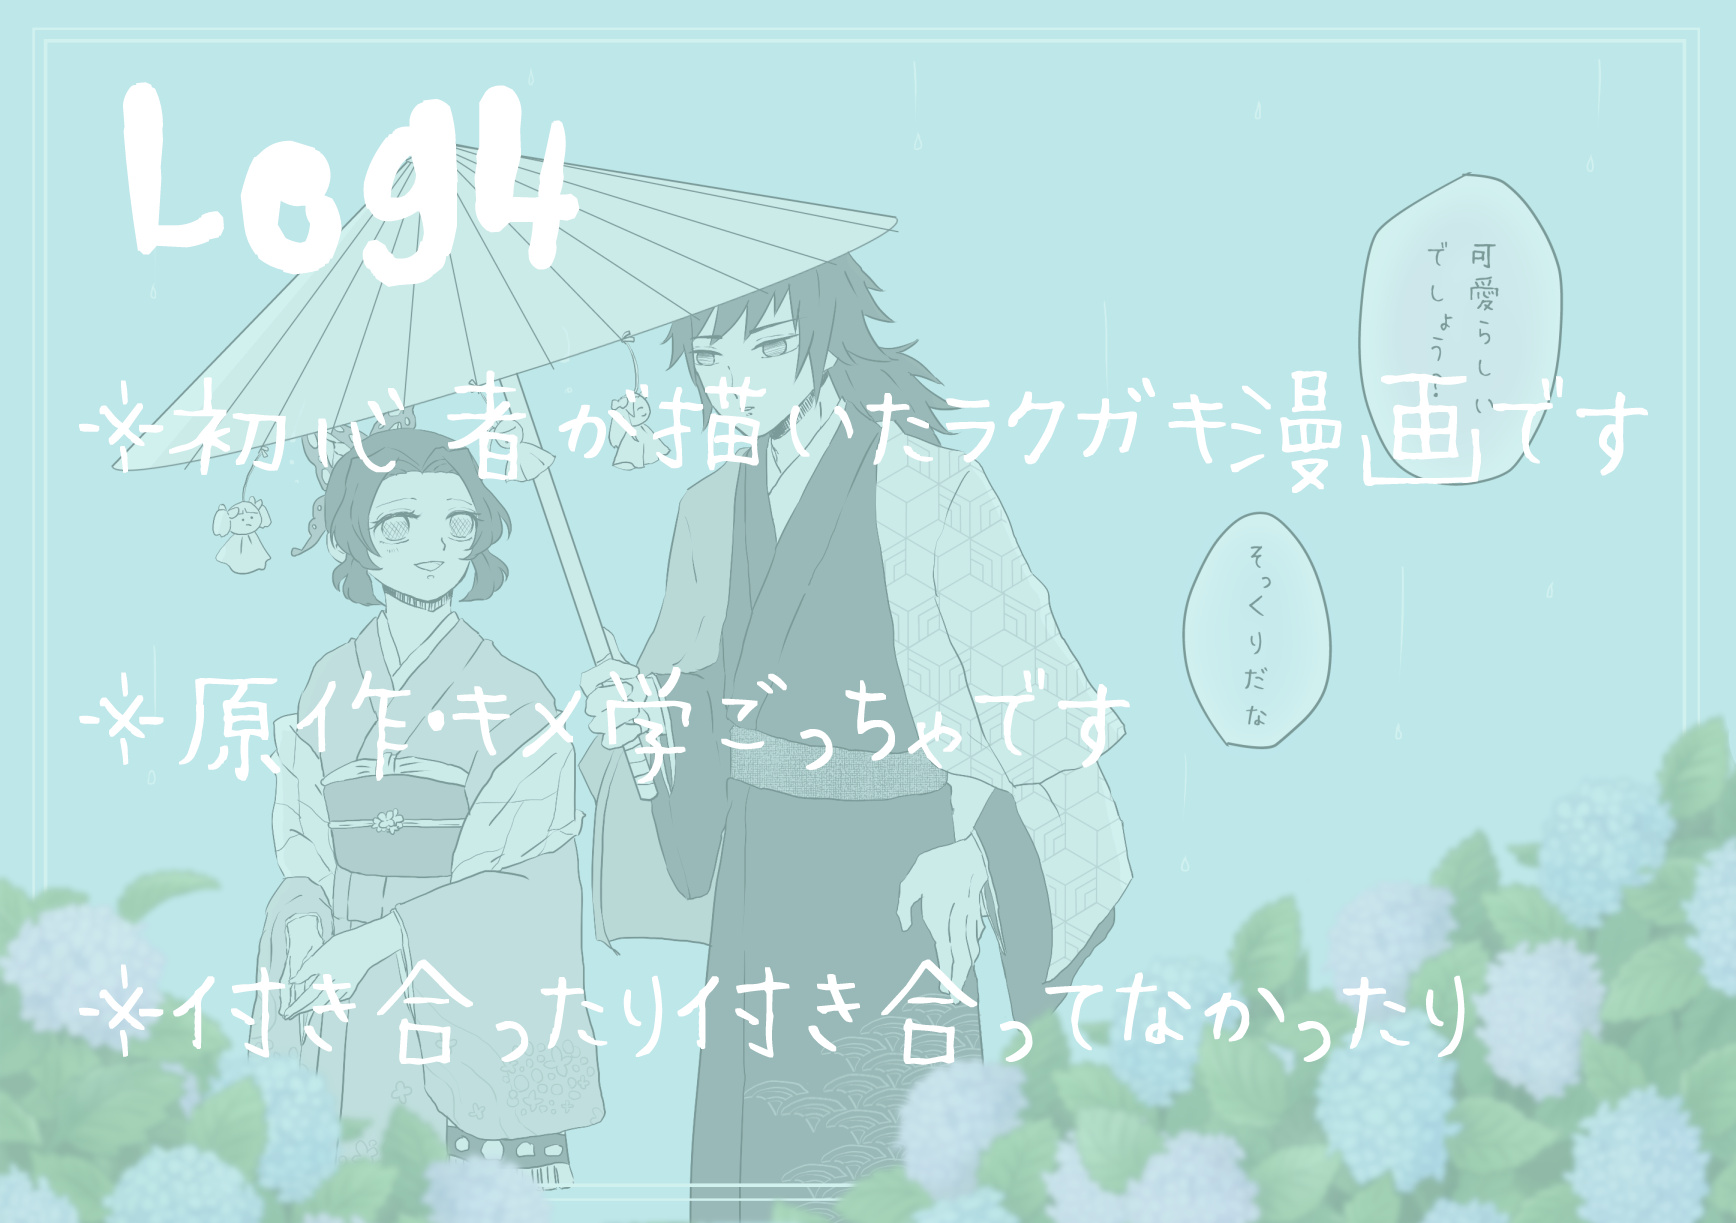 Log4
可愛らしい
でしょう?
※初心者が描いたラクガキ漫画です
そっくりだな
※原作・キメ学ごっちゃです
※付き合ったり付き合ってなかったり